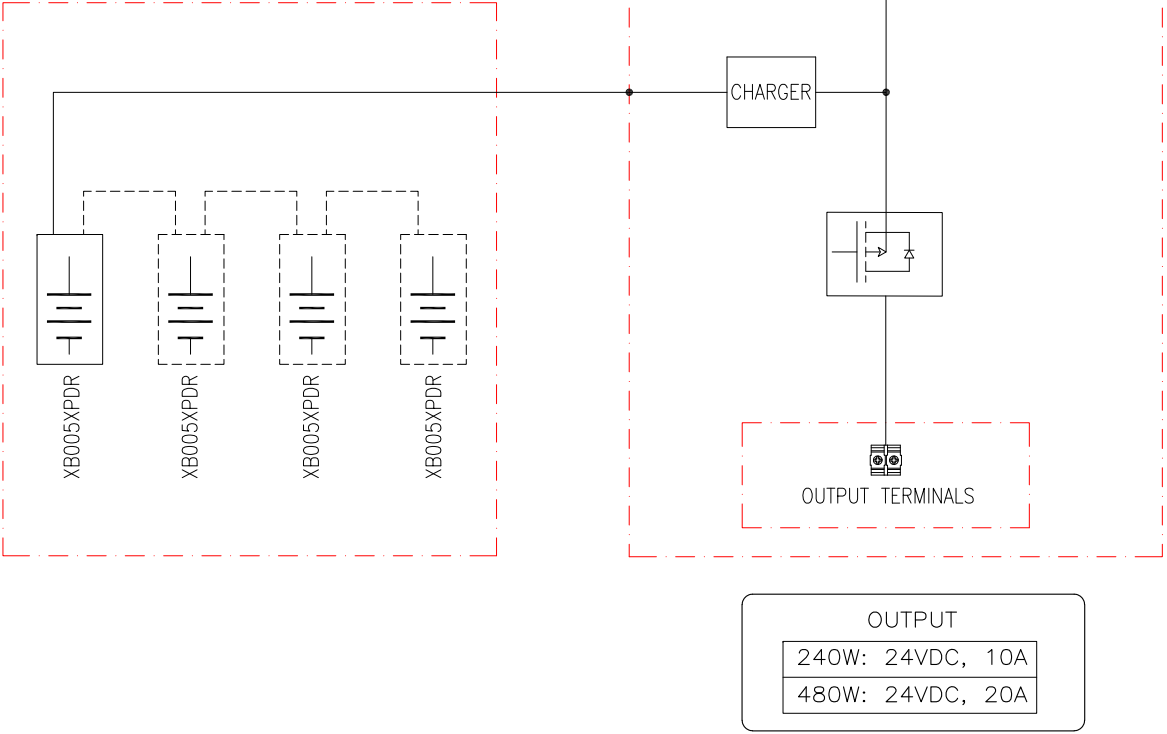 CHARGER
XB005XPDR
XB005XPDR
XB005XPDR
XB005XPDR
OUTPUT TERMINALS
OUTPUT
240W: 24VDC, 10A
480W: 24VDC, 20A